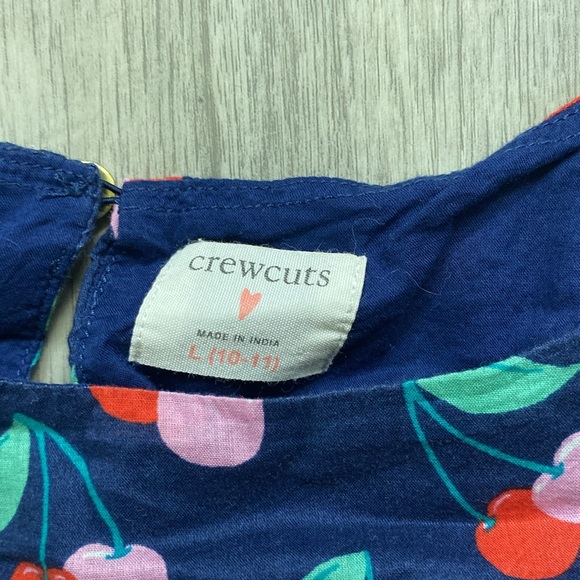 crewcuts
MADE IN INDIA
L (10-11)